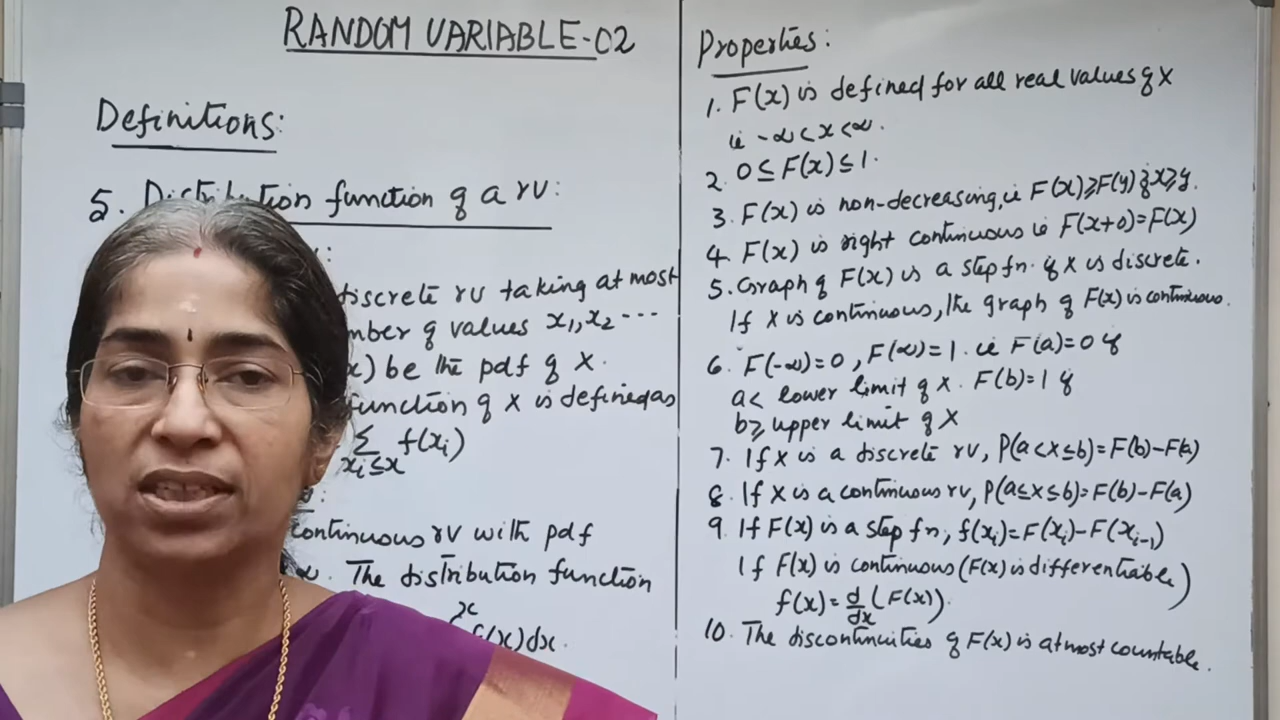 RANDOM VARIABLE-02
Definitions:
5. Distribution function of a rv:
:
discrete rv taking at most
mber of values x₁,x₂ ...
x) be the pdf of X.
function of X is defined as
∑ f(xᵢ)
xᵢ≤x
:
continuous rv with pdf
∞. The distribution function
x
f(x)dx.
Properties:
1. F(x) is defined for all real values of X
ie -∞<x<∞.
2. 0≤F(x)≤1.
3. F(x) is non-decreasing, ie F(x)≥F(y) if x≥y.
4. F(x) is right continuous ie F(x+0)=F(x)
5. Graph of F(x) is a step fn. if X is discrete.
If X is continuous, the graph of F(x) is continuous.
6. F(-∞)=0, F(∞)=1. ie F(a)=0 if
a< lower limit of X. F(b)=1 if
b≥ upper limit of X
7. If X is a discrete rv, P(a<X≤b)=F(b)-F(a)
8. If X is a continuous rv, P(a≤X≤b)=F(b)-F(a)
9. If F(x) is a step fn, f(xᵢ)=F(xᵢ)-F(xᵢ₋₁)
If F(x) is continuous (F(x) is differentiable)
f(x)=d/dx(F(x)).
10. The discontinuities of F(x) is atmost countable.